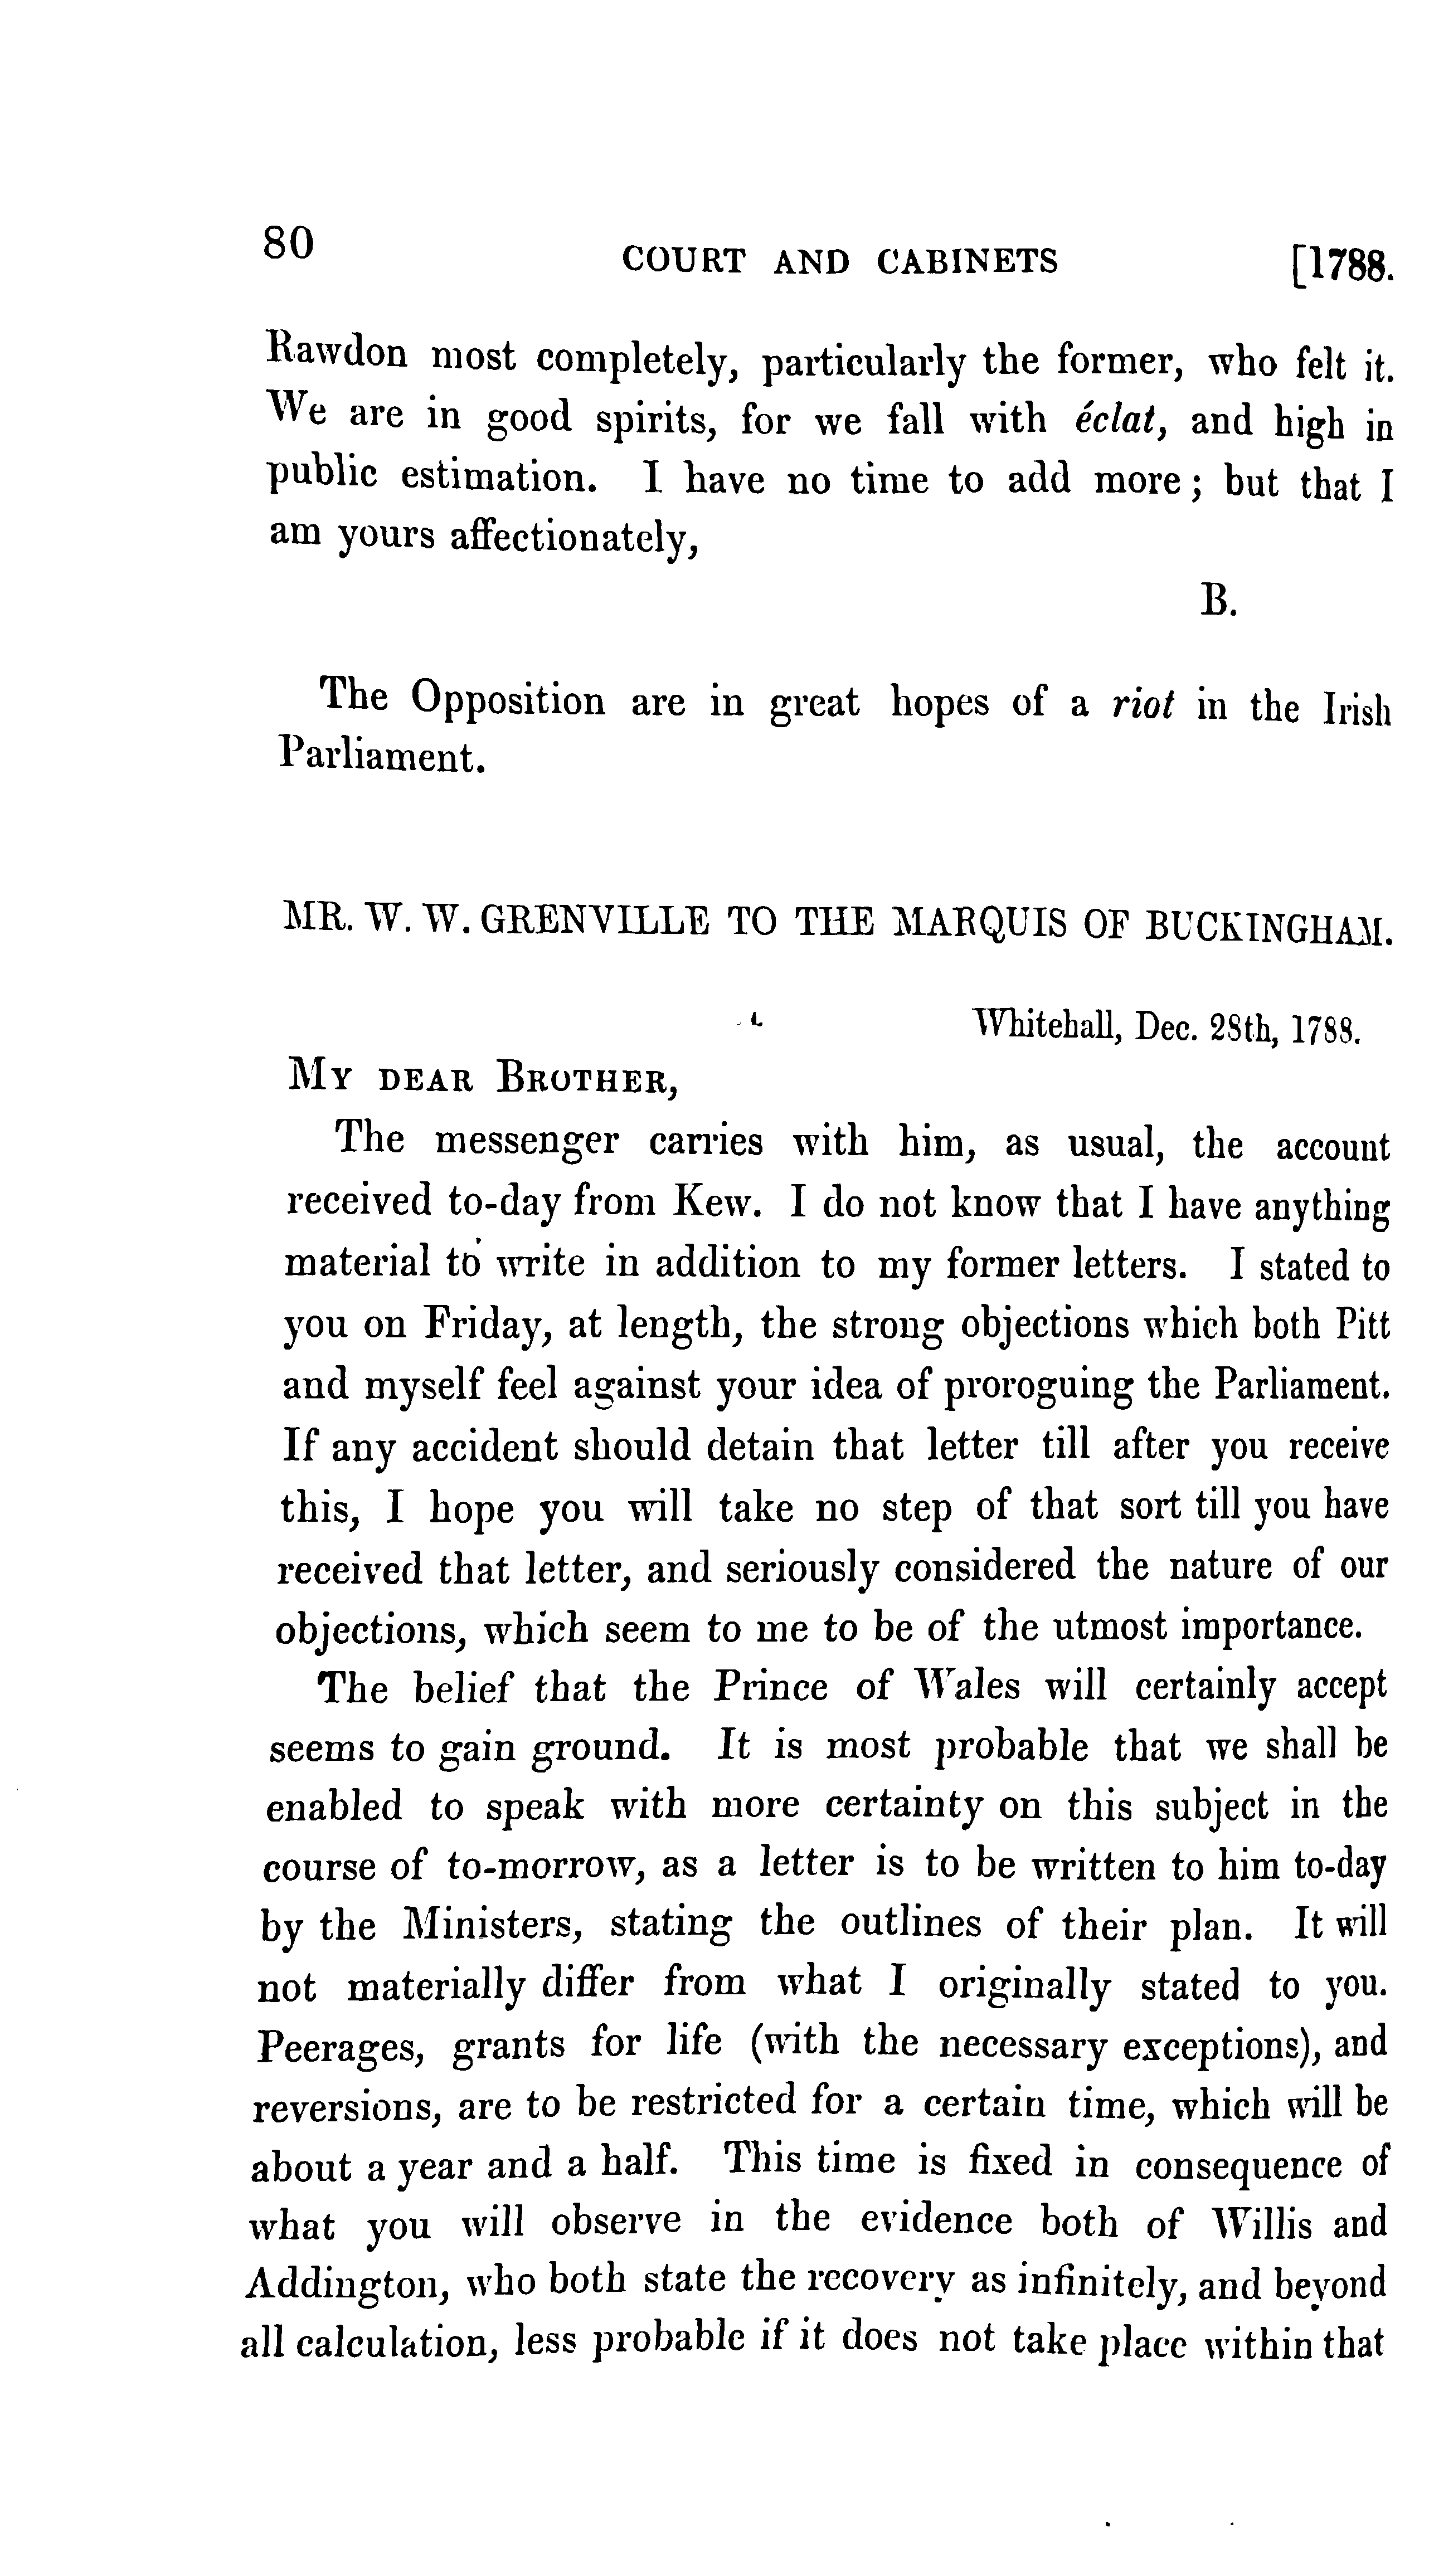 80 COURT AND CABINETS [1788.
Rawdon most completely, particularly the former, who felt it.
We are in good spirits, for we fall with éclat, and high in
public estimation. I have no time to add more; but that I
am yours affectionately,
B.
The Opposition are in great hopes of a riot in the Irish
Parliament.
MR. W. W. GRENVILLE TO THE MARQUIS OF BUCKINGHAM.
Whitehall, Dec. 28th, 1788.
MY DEAR BROTHER,
The messenger carries with him, as usual, the account
received to-day from Kew. I do not know that I have anything
material to write in addition to my former letters. I stated to
you on Friday, at length, the strong objections which both Pitt
and myself feel against your idea of proroguing the Parliament.
If any accident should detain that letter till after you receive
this, I hope you will take no step of that sort till you have
received that letter, and seriously considered the nature of our
objections, which seem to me to be of the utmost importance.
The belief that the Prince of Wales will certainly accept
seems to gain ground. It is most probable that we shall be
enabled to speak with more certainty on this subject in the
course of to-morrow, as a letter is to be written to him to-day
by the Ministers, stating the outlines of their plan. It will
not materially differ from what I originally stated to you.
Peerages, grants for life (with the necessary exceptions), and
reversions, are to be restricted for a certain time, which will be
about a year and a half. This time is fixed in consequence of
what you will observe in the evidence both of Willis and
Addington, who both state the recovery as infinitely, and beyond
all calculation, less probable if it does not take place within that